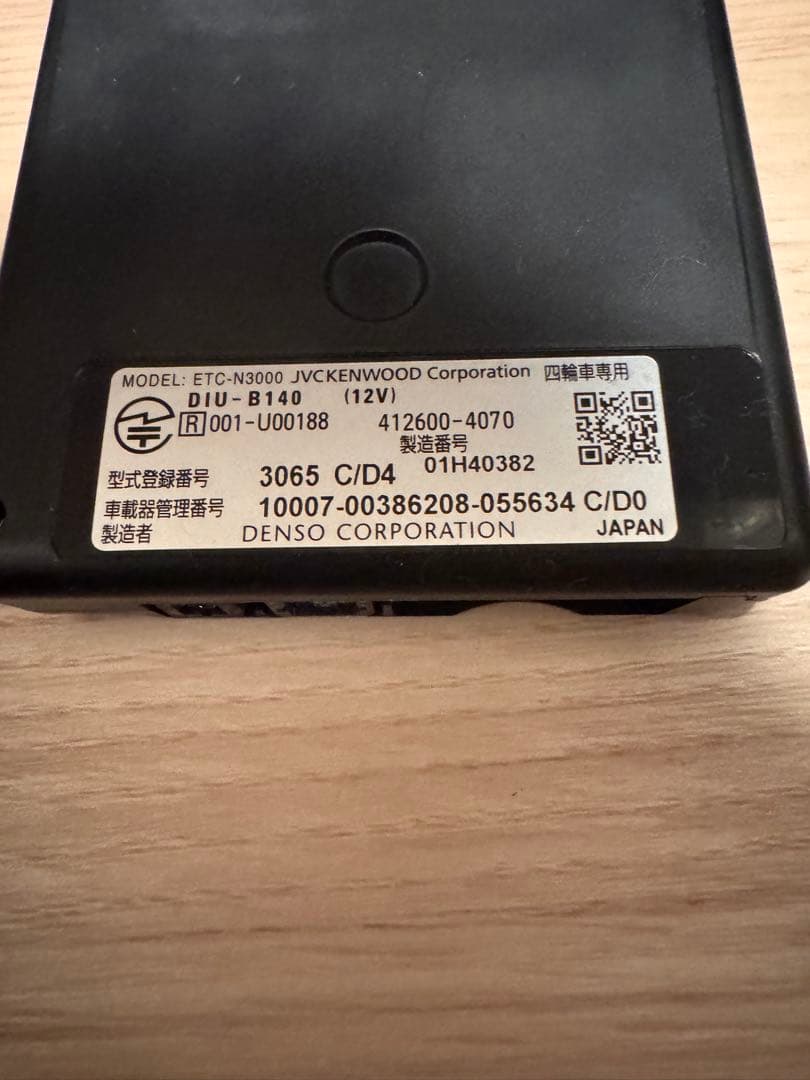 MODEL: ETC-N3000 JVCKENWOOD Corporation 四輪車専用
DIU-B140 (12V)
R 001-U00188 412600-4070
製造番号
型式登録番号 3065 C/D4 01H40382
車載器管理番号 10007-00386208-055634 C/D0
製造者 DENSO CORPORATION JAPAN